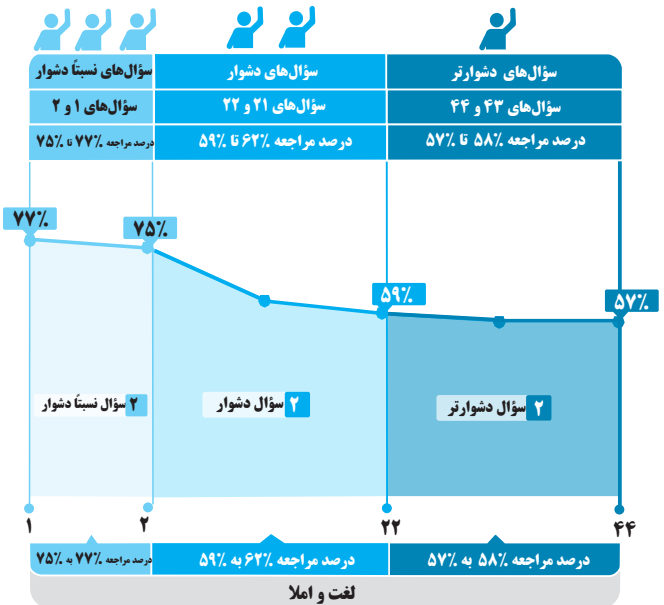 سؤال‌های دشوارتر
سؤال‌های دشوار
سؤال‌های نسبتاً دشوار
سؤال‌های ۴۳ و ۴۴
سؤال‌های ۲۱ و ۲۲
سؤال‌های ۱ و ۲
درصد مراجعه ۵۸٪ تا ۵۷٪
درصد مراجعه ۶۲٪ تا ۵۹٪
درصد مراجعه ۷۷٪ تا ۷۵٪
۷۷٪
۷۵٪
۵۹٪
۵۷٪
۲ سؤال دشوارتر
۲ سؤال دشوار
۲ سؤال نسبتاً دشوار
۱
۲
۲۲
۴۴
درصد مراجعه ۵۸٪ به ۵۷٪
درصد مراجعه ۶۲٪ به ۵۹٪
درصد مراجعه ۷۷٪ به ۷۵٪
لغت و املا